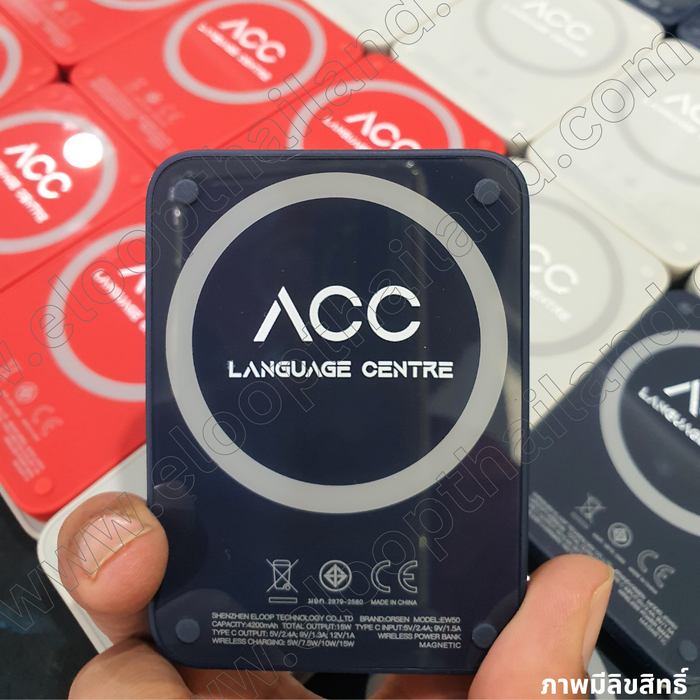 ACC
LANGUAGE CENTRE
มอก. 2879-2560 MADE IN CHINA
SHENZHEN ELOOP TECHNOLOGY CO.,LTD BRAND:ORSEN MODEL:EW50
CAPACITY:4200mAh TOTAL OUTPUT:15W TYPE C INPUT:5V/2.4A; 9V/1.5A
TYPE C OUTPUT: 5V/2.4A; 9V/1.3A; 12V/1A WIRELESS POWER BANK
WIRELESS CHARGING: 5W/7.5W/10W/15W MAGNETIC
ACC
ACC
ACC
LANGUAGE
www.eloopthailand.com
ภาพมีลิขสิทธิ์